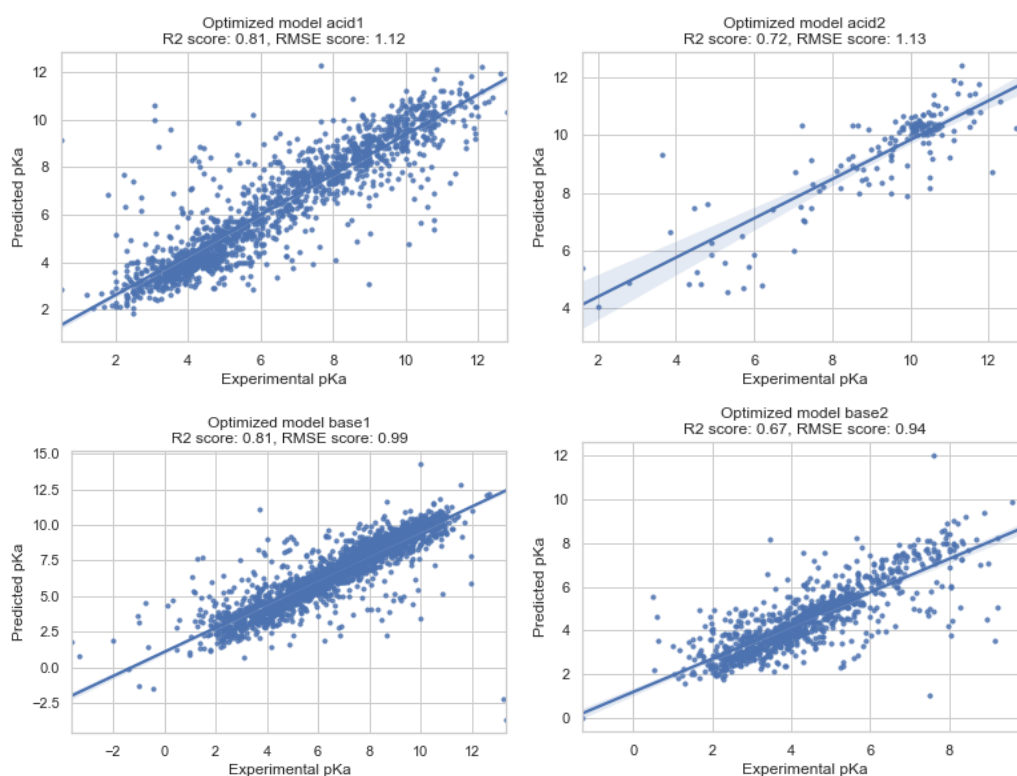 Optimized model acid1
R2 score: 0.81, RMSE score: 1.12
12
10
8
6
4
2
Predicted pKa
2 4 6 8 10 12
Experimental pKa
Optimized model acid2
R2 score: 0.72, RMSE score: 1.13
12
10
8
6
4
Predicted pKa
2 4 6 8 10 12
Experimental pKa
Optimized model base1
R2 score: 0.81, RMSE score: 0.99
15.0
12.5
10.0
7.5
5.0
2.5
0.0
−2.5
Predicted pKa
−2 0 2 4 6 8 10 12
Experimental pKa
Optimized model base2
R2 score: 0.67, RMSE score: 0.94
12
10
8
6
4
2
0
Predicted pKa
0 2 4 6 8
Experimental pKa